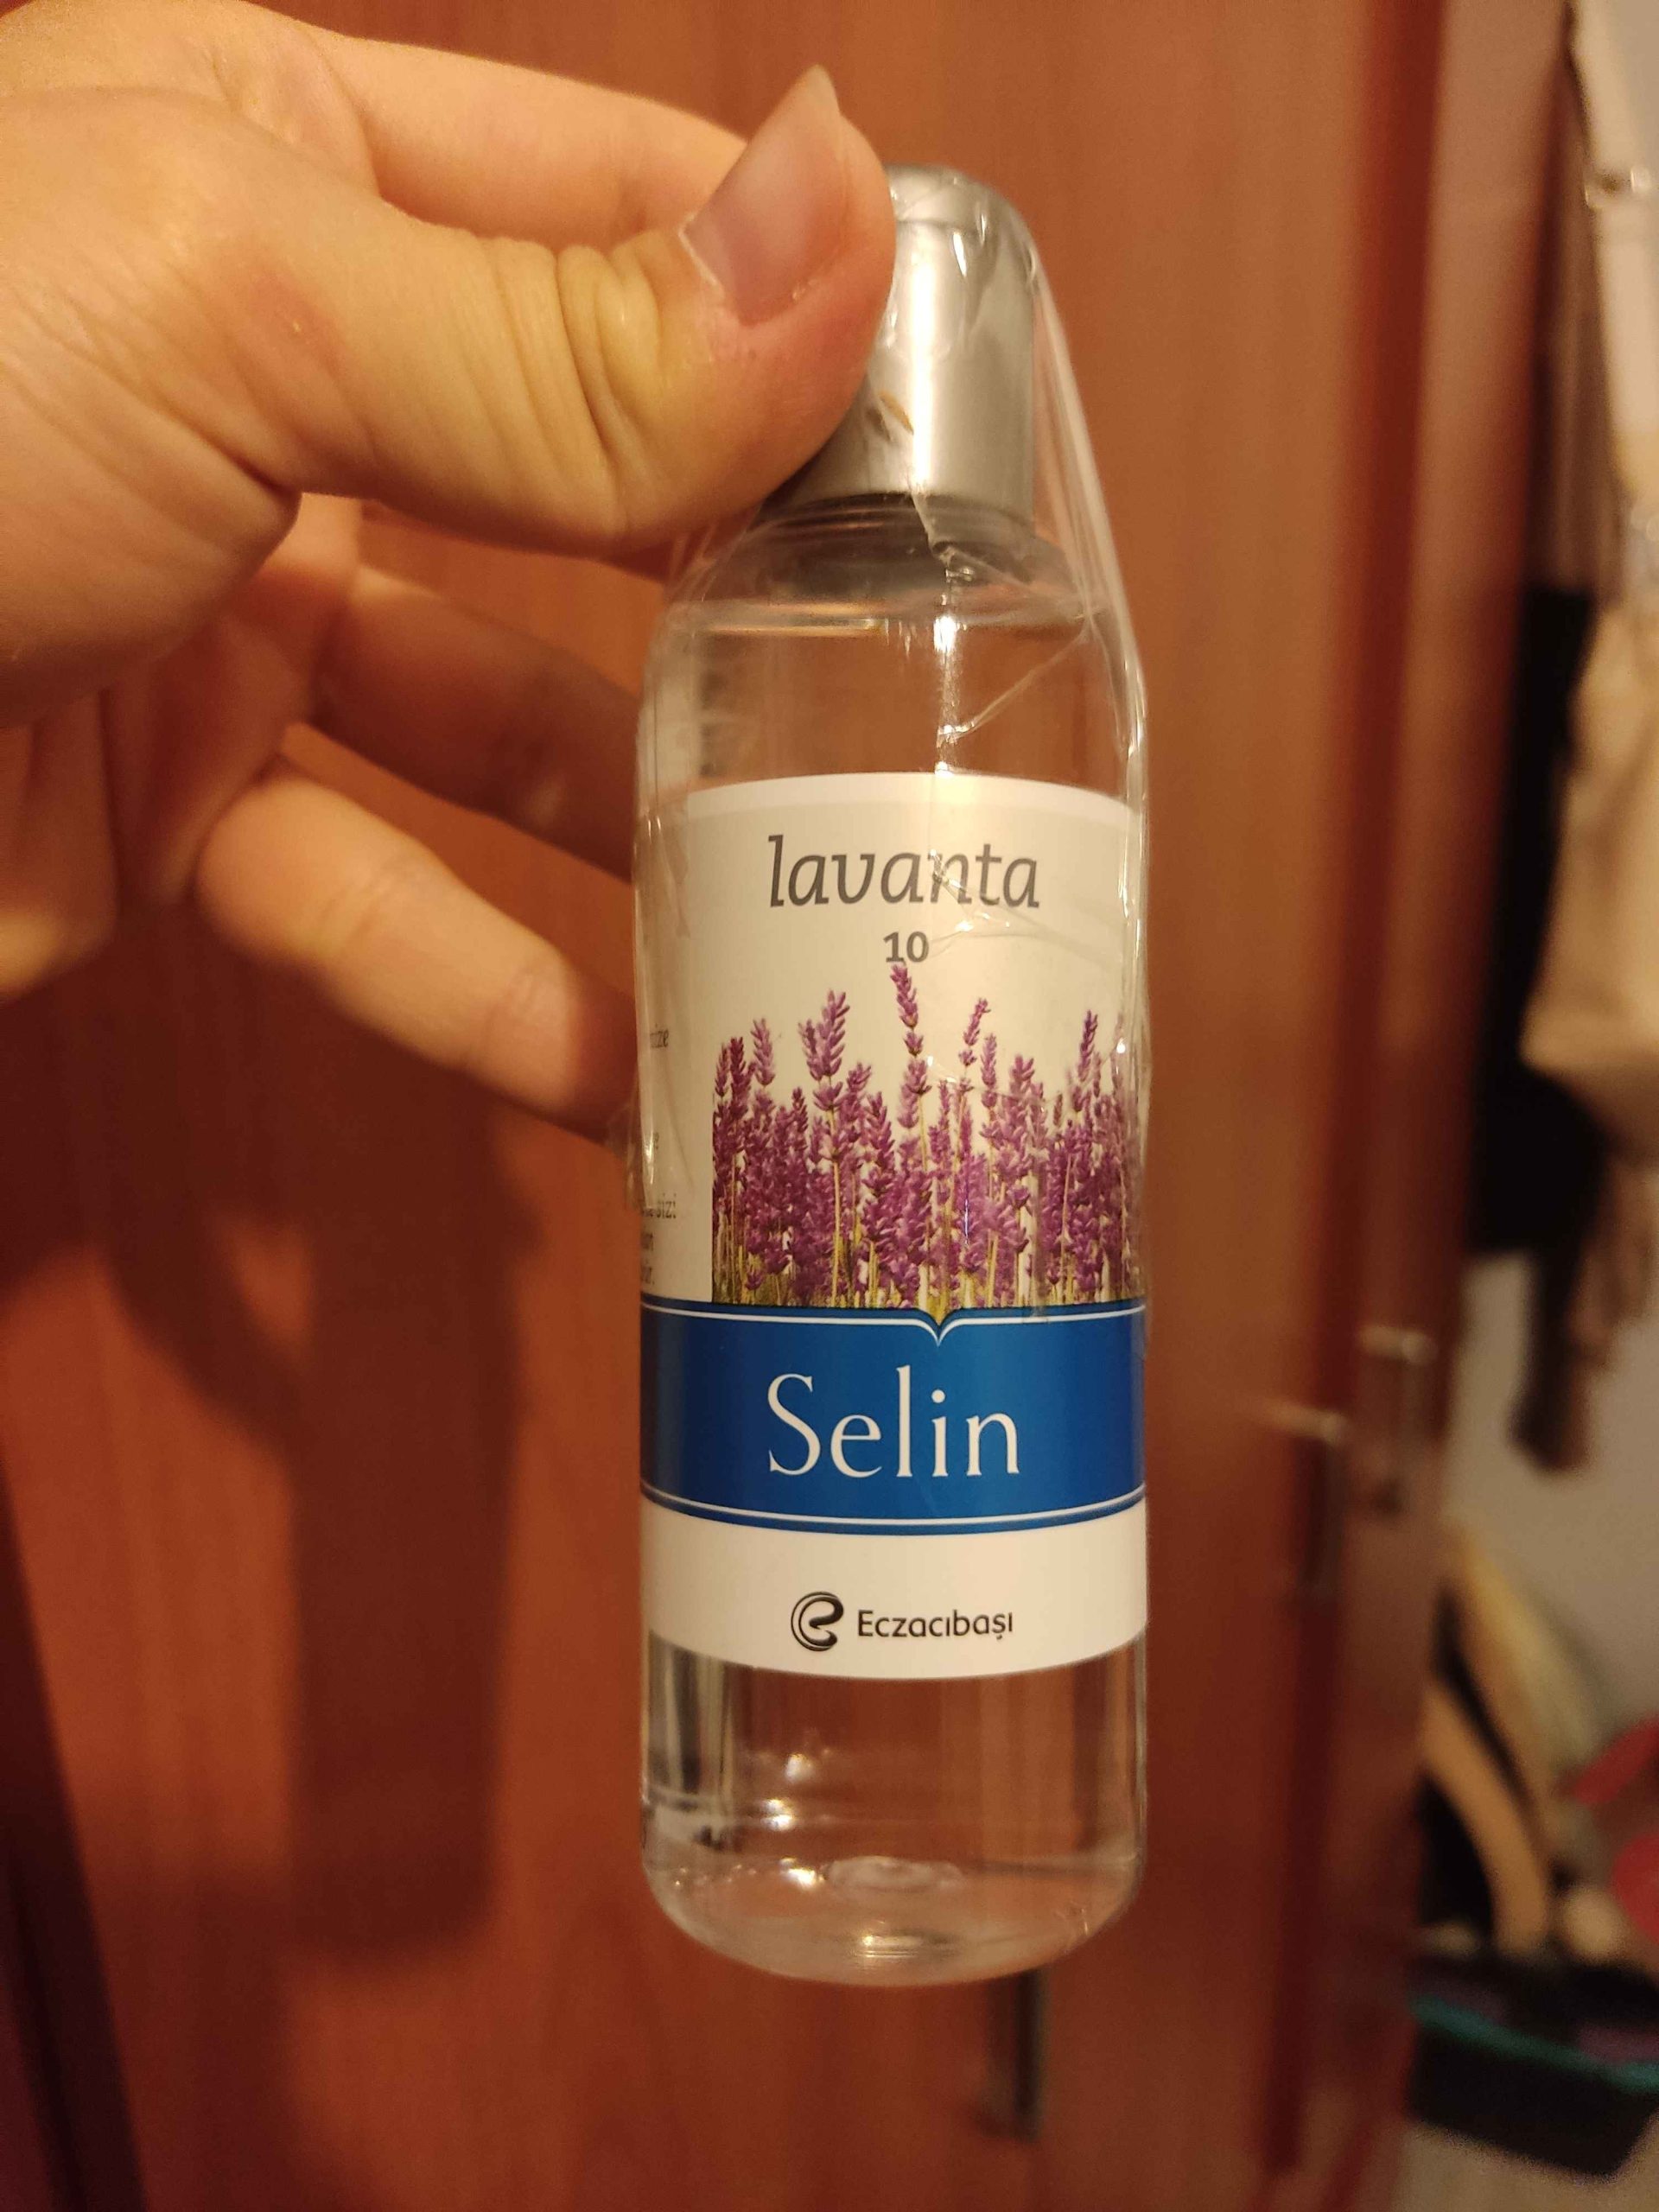 lavanta
10
Selin
Eczacıbaşı